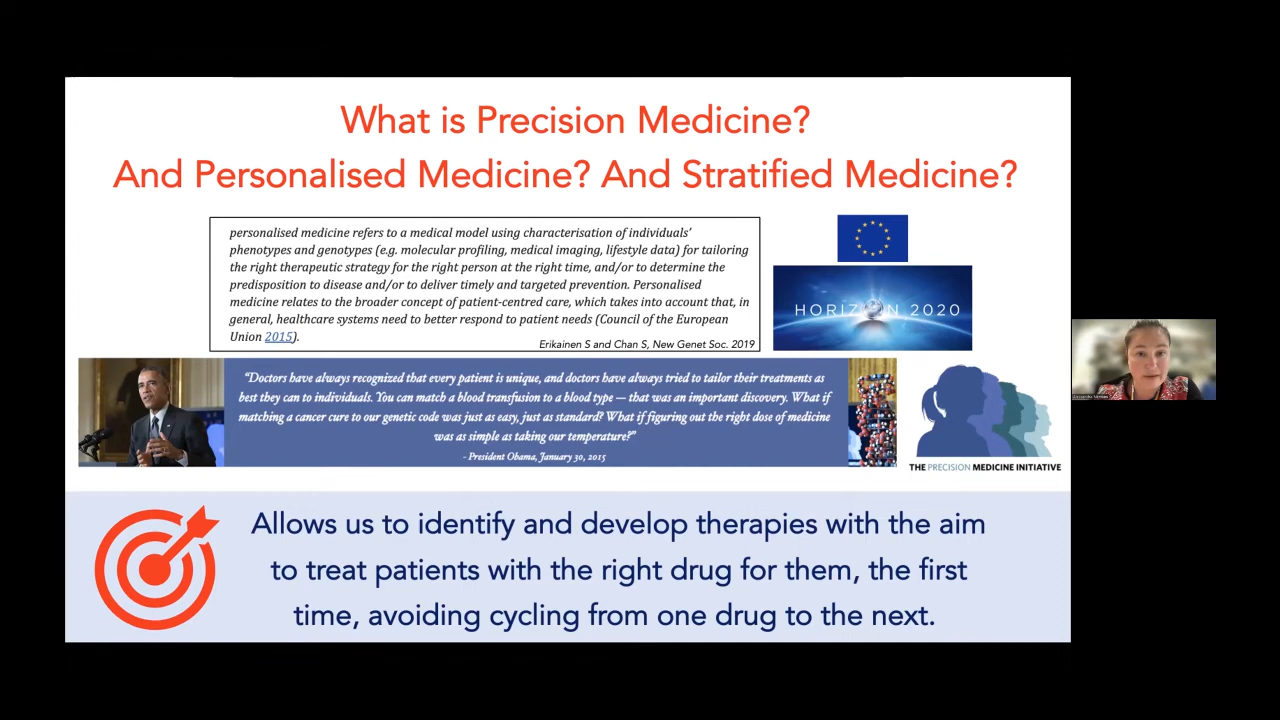 What is Precision Medicine?
And Personalised Medicine? And Stratified Medicine?
personalised medicine refers to a medical model using characterisation of individuals'
phenotypes and genotypes (e.g. molecular profiling, medical imaging, lifestyle data) for tailoring
the right therapeutic strategy for the right person at the right time, and/or to determine the
predisposition to disease and/or to deliver timely and targeted prevention. Personalised
medicine relates to the broader concept of patient-centred care, which takes into account that, in
general, healthcare systems need to better respond to patient needs (Council of the European
Union 2015).
Erikainen S and Chan S, New Genet Soc. 2019
HORIZON 2020
“Doctors have always recognized that every patient is unique, and doctors have always tried to tailor their treatments as
best they can to individuals. You can match a blood transfusion to a blood type — that was an important discovery. What if
matching a cancer cure to our genetic code was just as easy, just as standard? What if figuring out the right dose of medicine
was as simple as taking our temperature?”
- President Obama, January 30, 2015
THE PRECISION MEDICINE INITIATIVE
Allows us to identify and develop therapies with the aim
to treat patients with the right drug for them, the first
time, avoiding cycling from one drug to the next.